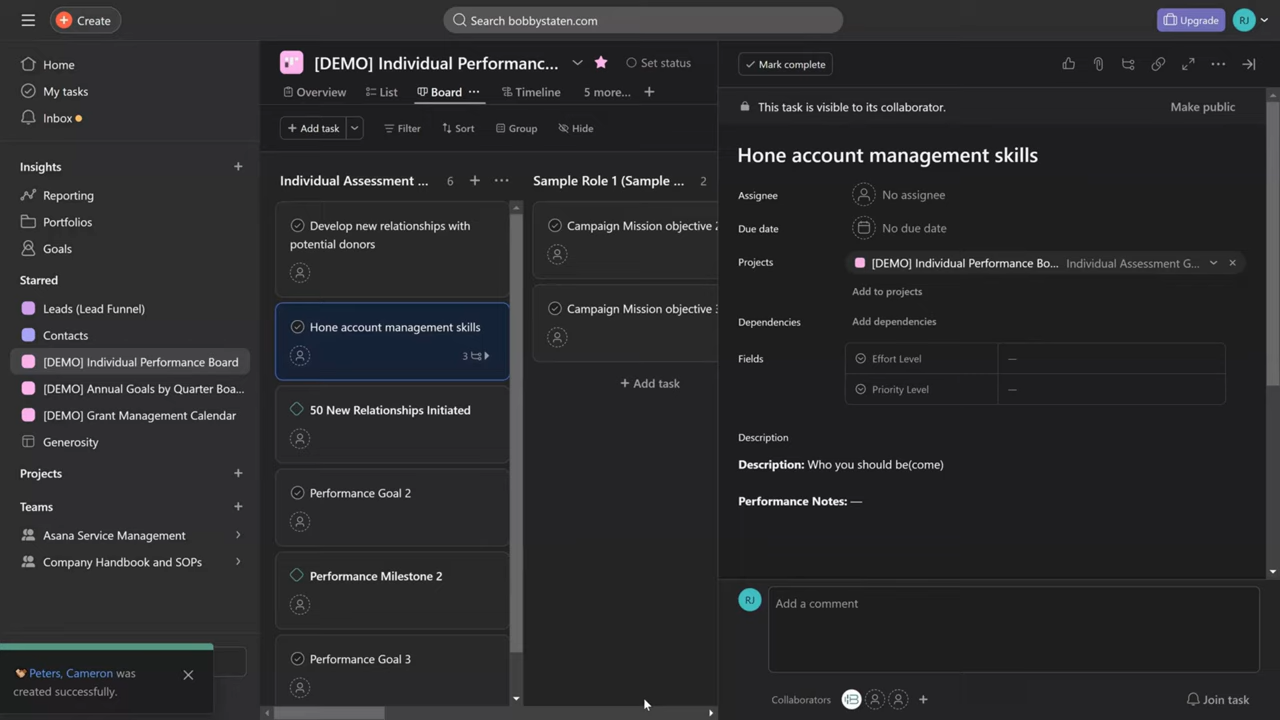 Create
Search bobbystaten.com
Upgrade
RJ
Home
My tasks
Inbox
Insights
Reporting
Portfolios
Goals
Starred
Leads (Lead Funnel)
Contacts
[DEMO] Individual Performance Board
[DEMO] Annual Goals by Quarter Boa...
[DEMO] Grant Management Calendar
Generosity
Projects
Teams
Asana Service Management
Company Handbook and SOPs
Peters, Cameron was
created successfully.
[DEMO] Individual Performanc...
Set status
Overview
List
Board
Timeline
5 more...
Add task
Filter
Sort
Group
Hide
Individual Assessment ... 6
Develop new relationships with
potential donors
Hone account management skills
3
50 New Relationships Initiated
Performance Goal 2
Performance Milestone 2
Performance Goal 3
Sample Role 1 (Sample ... 2
Campaign Mission objective 2
Campaign Mission objective 3
Add task
Mark complete
This task is visible to its collaborator.
Make public
Hone account management skills
Assignee No assignee
Due date No due date
Projects [DEMO] Individual Performance Bo... Individual Assessment G...
Add to projects
Dependencies Add dependencies
Fields Effort Level —
Priority Level —
Description
Description: Who you should be(come)
Performance Notes: —
RJ
Add a comment
Collaborators
Join task